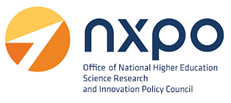 nxpo
Office of National Higher Education
Science Research
and Innovation Policy Council